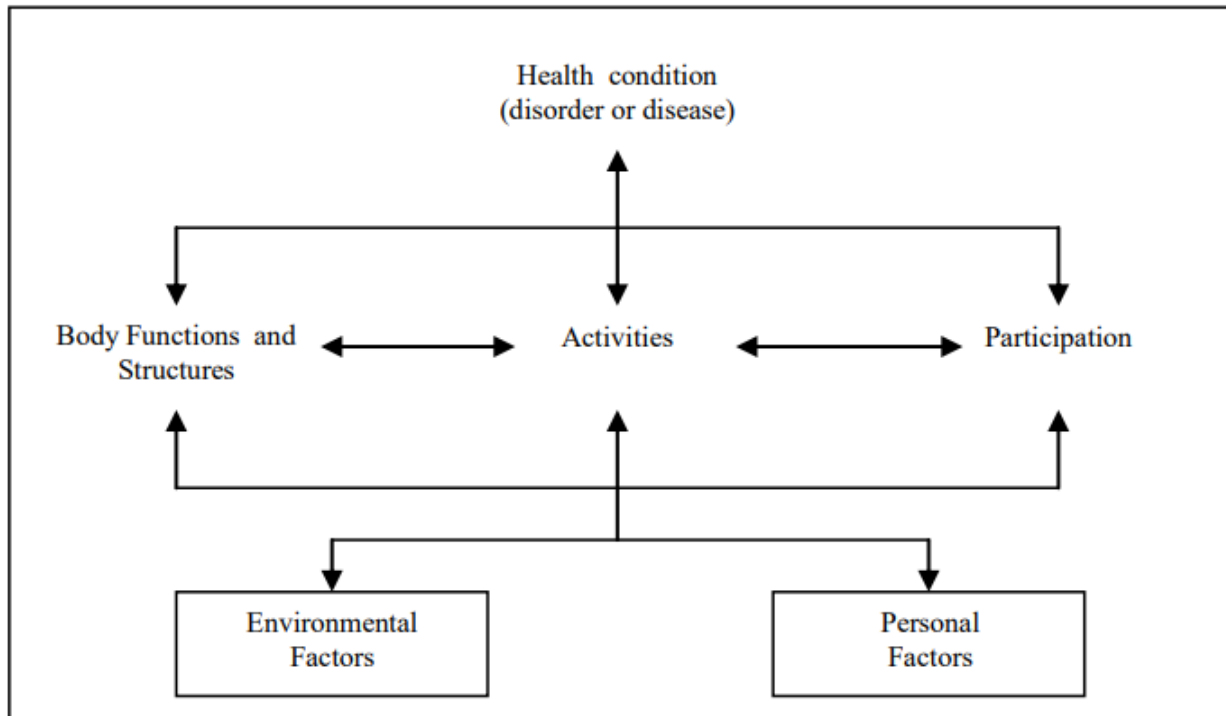 Health condition
(disorder or disease)
Body Functions and
Structures
Activities
Participation
Environmental
Factors
Personal
Factors